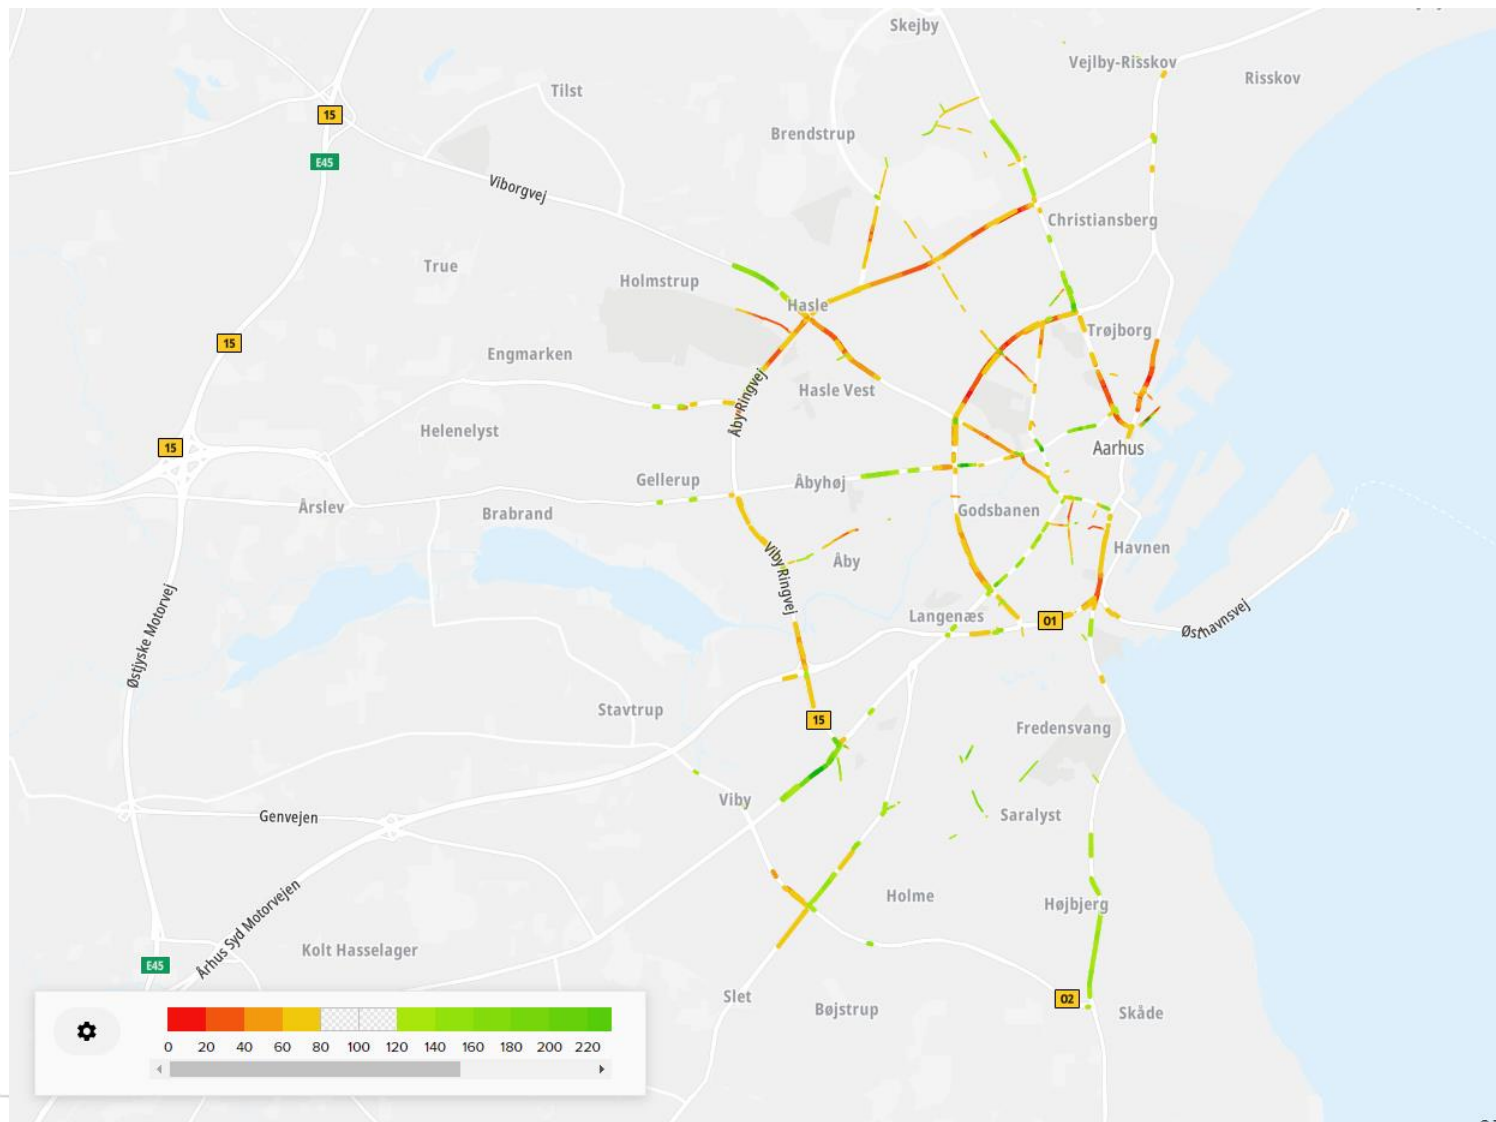 Skejby
Vejlby-Risskov
Risskov
Tilst
15
Brendstrup
E45
Viborgvej
Christiansberg
True
Holmstrup
Hasle
Trøjborg
15
Engmarken
Hasle Vest
Åby Ringvej
Helenelyst
15
Aarhus
Gellerup
Åbyhøj
Årslev
Brabrand
Godsbanen
Havnen
Åby
Viby Ringvej
Langenæs
01
Østhavnsvej
Østjyske Motorvej
Stavtrup
15
Fredensvang
Viby
Genvejen
Saralyst
Holme
Højbjerg
Århus Syd Motorvejen
Kolt Hasselager
E45
Slet
02
Bøjstrup
Skåde
0 20 40 60 80 100 120 140 160 180 200 220